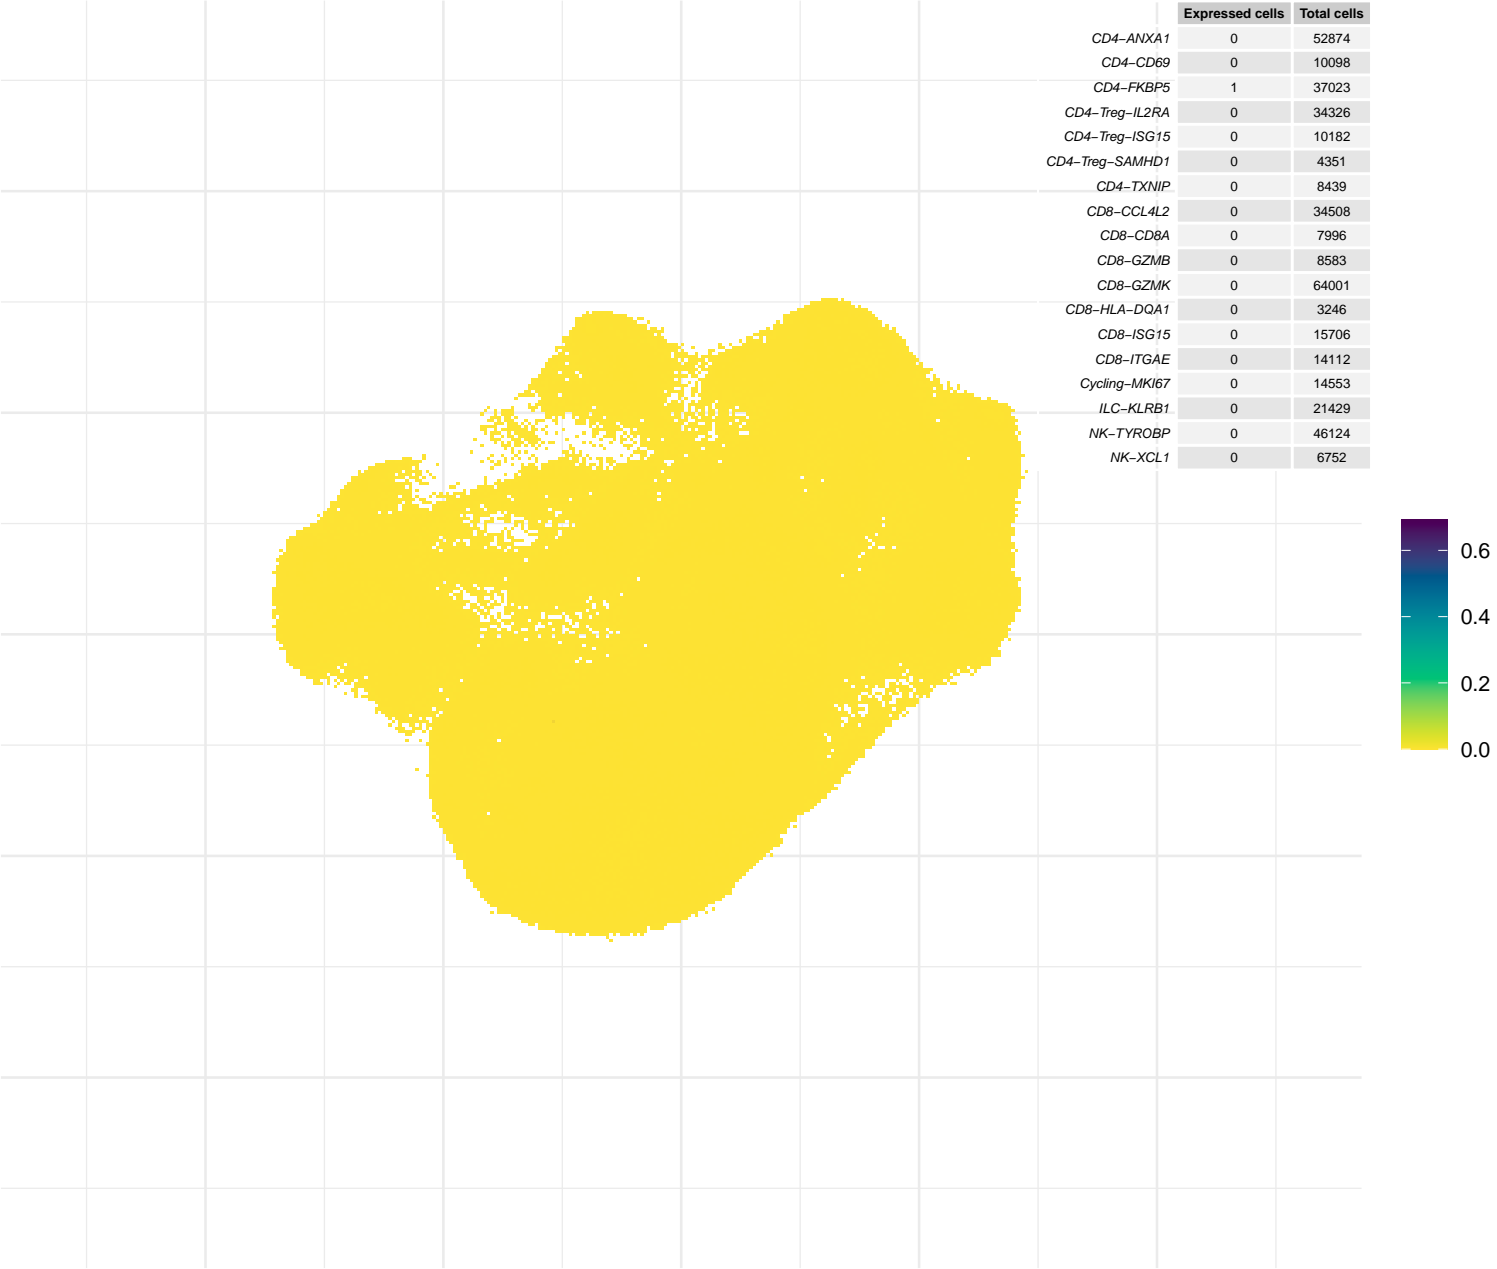 Expressed cells Total cells
CD4−ANXA1 0 52874
CD4−CD69 0 10098
CD4−FKBP5 1 37023
CD4−Treg−IL2RA 0 34326
CD4−Treg−ISG15 0 10182
CD4−Treg−SAMHD1 0 4351
CD4−TXNIP 0 8439
CD8−CCL4L2 0 34508
CD8−CD8A 0 7996
CD8−GZMB 0 8583
CD8−GZMK 0 64001
CD8−HLA−DQA1 0 3246
CD8−ISG15 0 15706
CD8−ITGAE 0 14112
Cycling−MKI67 0 14553
ILC−KLRB1 0 21429
NK−TYROBP 0 46124
NK−XCL1 0 6752
0.6
0.4
0.2
0.0